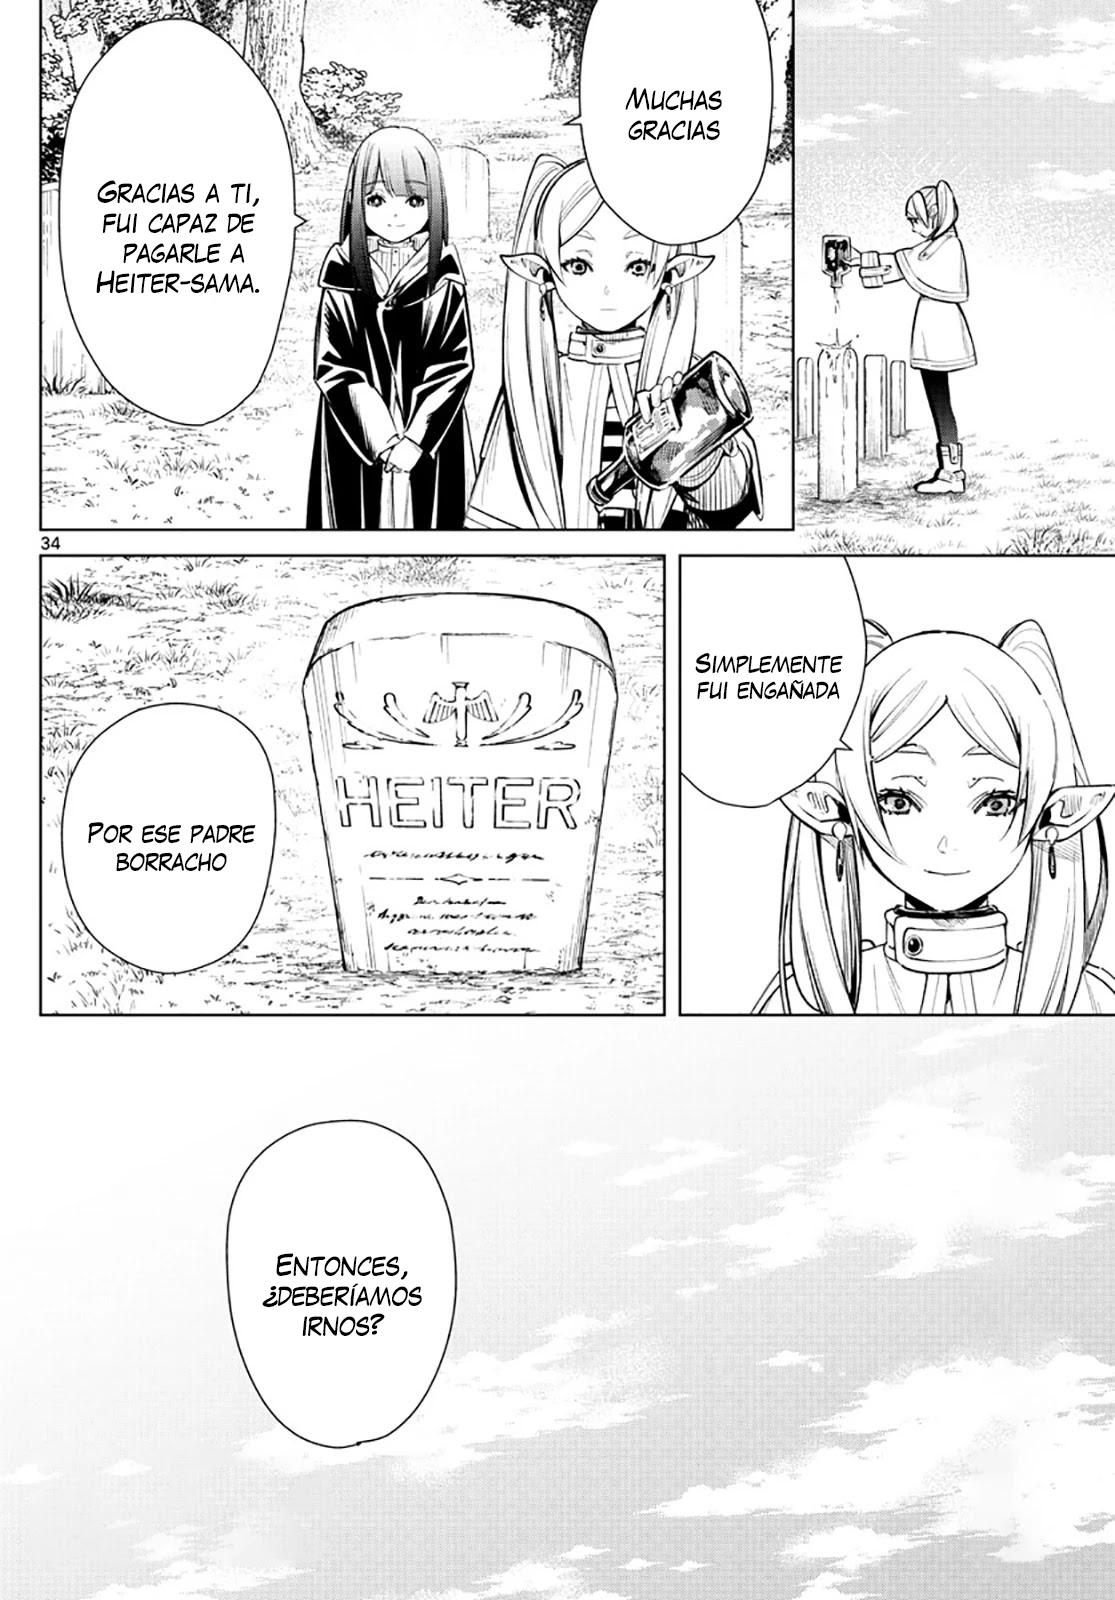 MUCHAS
GRACIAS
GRACIAS A TI,
FUI CAPAZ DE
PAGARLE A
HEITER-SAMA.
34
SIMPLEMENTE
FUI ENGAÑADA
HEITER
POR ESE PADRE
BORRACHO
ENTONCES,
¿DEBERÍAMOS
IRNOS?